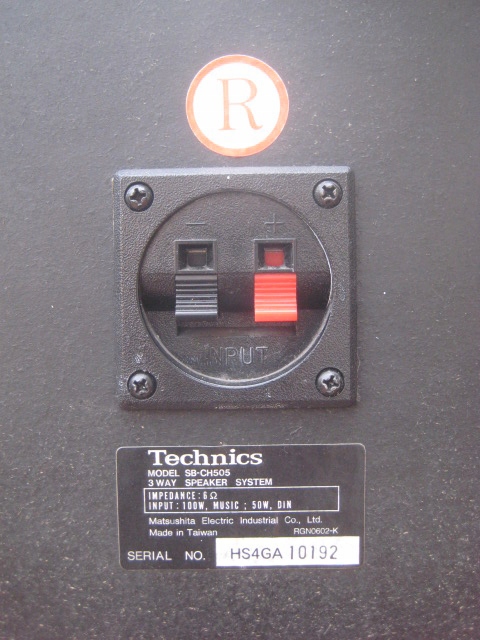 R
− +
INPUT
Technics
MODEL SB-CH505
3 WAY SPEAKER SYSTEM
IMPEDANCE: 6 Ω
INPUT: 100W, MUSIC ; 50W, DIN
Matsushita Electric Industrial Co., Ltd.
Made in Taiwan RGN0602-K
SERIAL NO. HS4GA 10192